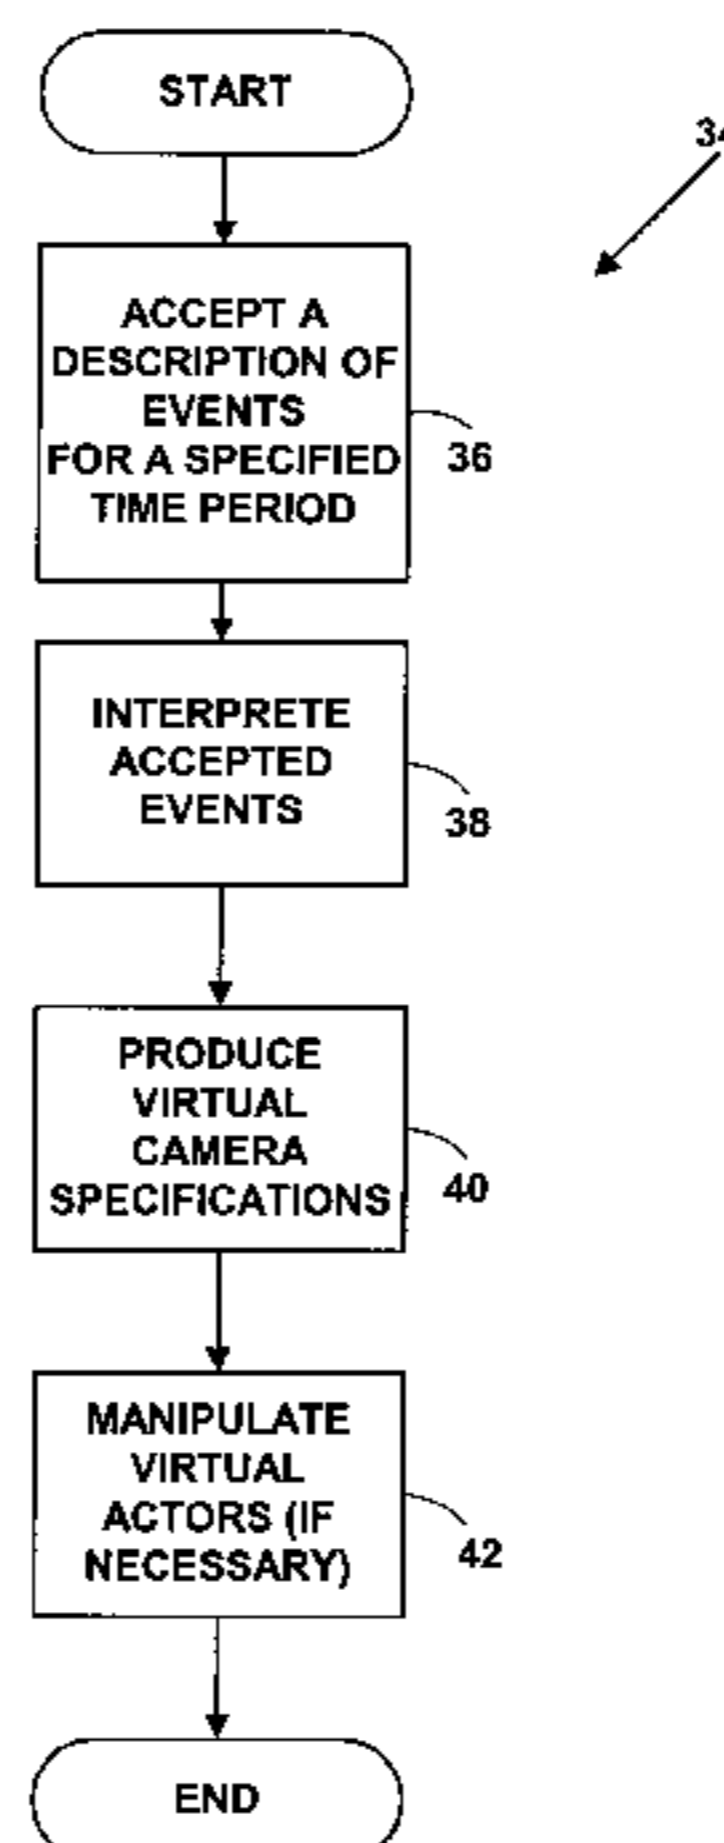 START
34
ACCEPT A
DESCRIPTION OF
EVENTS
FOR A SPECIFIED
TIME PERIOD
36
INTERPRETE
ACCEPTED
EVENTS
38
PRODUCE
VIRTUAL
CAMERA
SPECIFICATIONS
40
MANIPULATE
VIRTUAL
ACTORS (IF
NECESSARY)
42
END